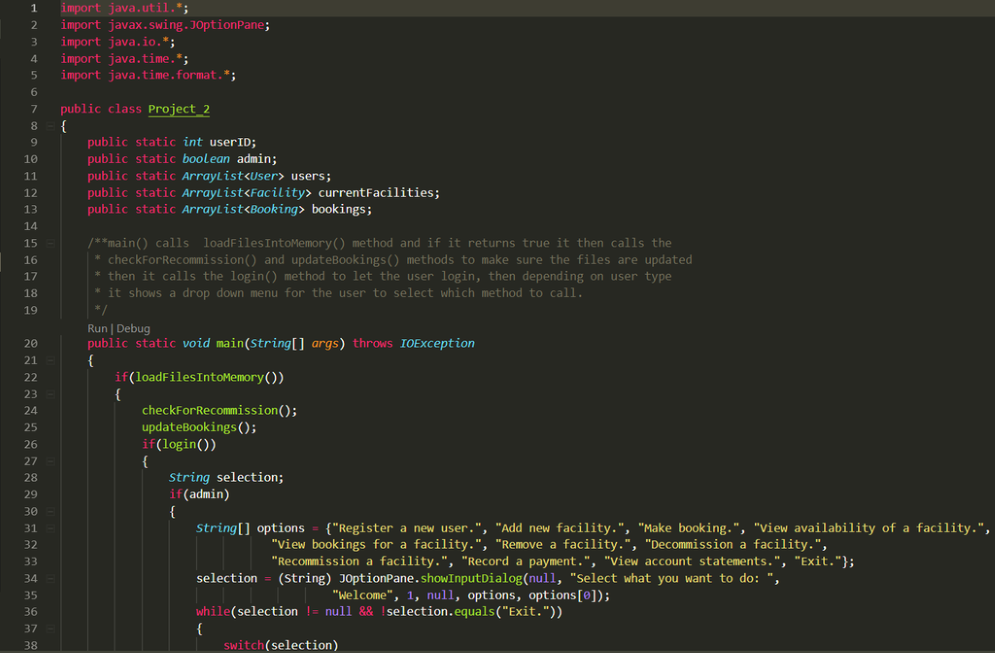 1 import java.util.*;
2 import javax.swing.JOptionPane;
3 import java.io.*;
4 import java.time.*;
5 import java.time.format.*;
6
7 public class Project_2
8 {
9 public static int userID;
10 public static boolean admin;
11 public static ArrayList<User> users;
12 public static ArrayList<Facility> currentFacilities;
13 public static ArrayList<Booking> bookings;
14
15 /**main() calls  loadFilesIntoMemory() method and if it returns true it then calls the
16 * checkForRecommission() and updateBookings() methods to make sure the files are updated
17 * then it calls the login() method to let the user login, then depending on user type
18 * it shows a drop down menu for the user to select which method to call.
19 */
Run | Debug
20 public static void main(String[] args) throws IOException
21 {
22 if(loadFilesIntoMemory())
23 {
24 checkForRecommission();
25 updateBookings();
26 if(login())
27 {
28 String selection;
29 if(admin)
30 {
31 String[] options = {"Register a new user.", "Add new facility.", "Make booking.", "View availability of a facility.",
32 "View bookings for a facility.", "Remove a facility.", "Decommission a facility.",
33 "Recommission a facility.", "Record a payment.", "View account statements.", "Exit."};
34 selection = (String) JOptionPane.showInputDialog(null, "Select what you want to do: ",
35 "Welcome", 1, null, options, options[0]);
36 while(selection != null && !selection.equals("Exit."))
37 {
38 switch(selection)